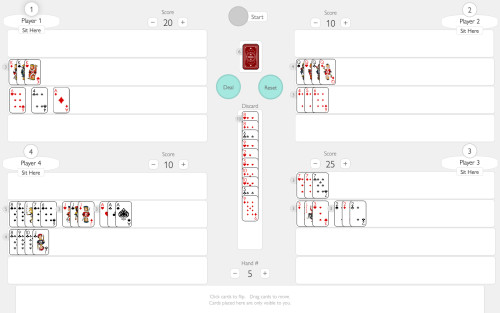 1
Player 1
Sit Here
Score
− 20 +
Start
Score
− 10 +
2
Player 2
Sit Here
Deal
Reset
Discard
4
Player 4
Sit Here
Score
− 10 +
Score
− 25 +
3
Player 3
Sit Here
Hand #
− 5 +
Click cards to flip. Drag cards to move.
Cards placed here are only visible to you.